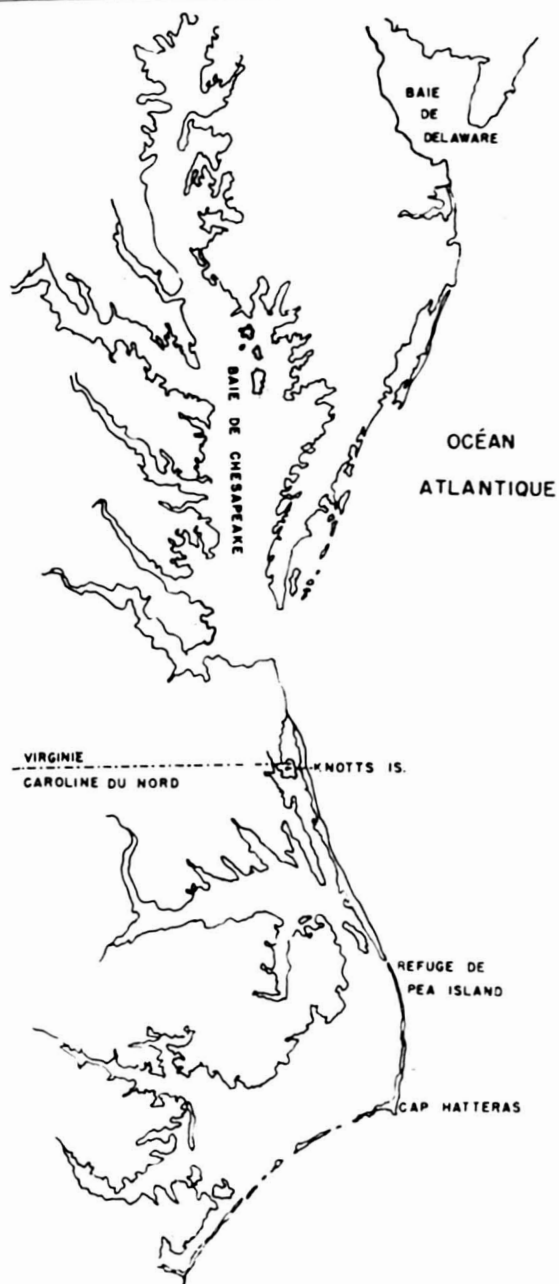 BAIE
DE
DELAWARE
BAIE DE CHESAPEAKE
OCÉAN
ATLANTIQUE
VIRGINIE
CAROLINE DU NORD
KNOTTS IS.
REFUGE DE
PEA ISLAND
CAP HATTERAS